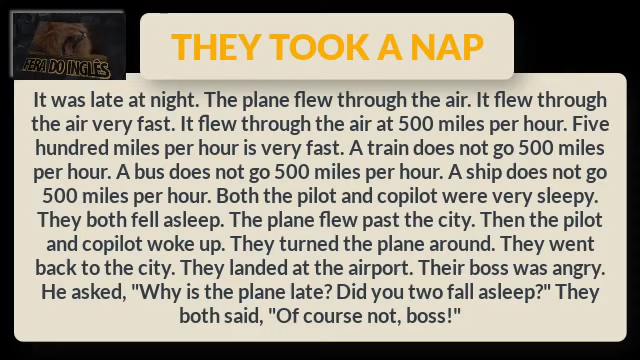 FERA DO INGLÊS
THEY TOOK A NAP
It was late at night. The plane flew through the air. It flew through
the air very fast. It flew through the air at 500 miles per hour. Five
hundred miles per hour is very fast. A train does not go 500 miles
per hour. A bus does not go 500 miles per hour. A ship does not go
500 miles per hour. Both the pilot and copilot were very sleepy.
They both fell asleep. The plane flew past the city. Then the pilot
and copilot woke up. They turned the plane around. They went
back to the city. They landed at the airport. Their boss was angry.
He asked, "Why is the plane late? Did you two fall asleep?" They
both said, "Of course not, boss!"